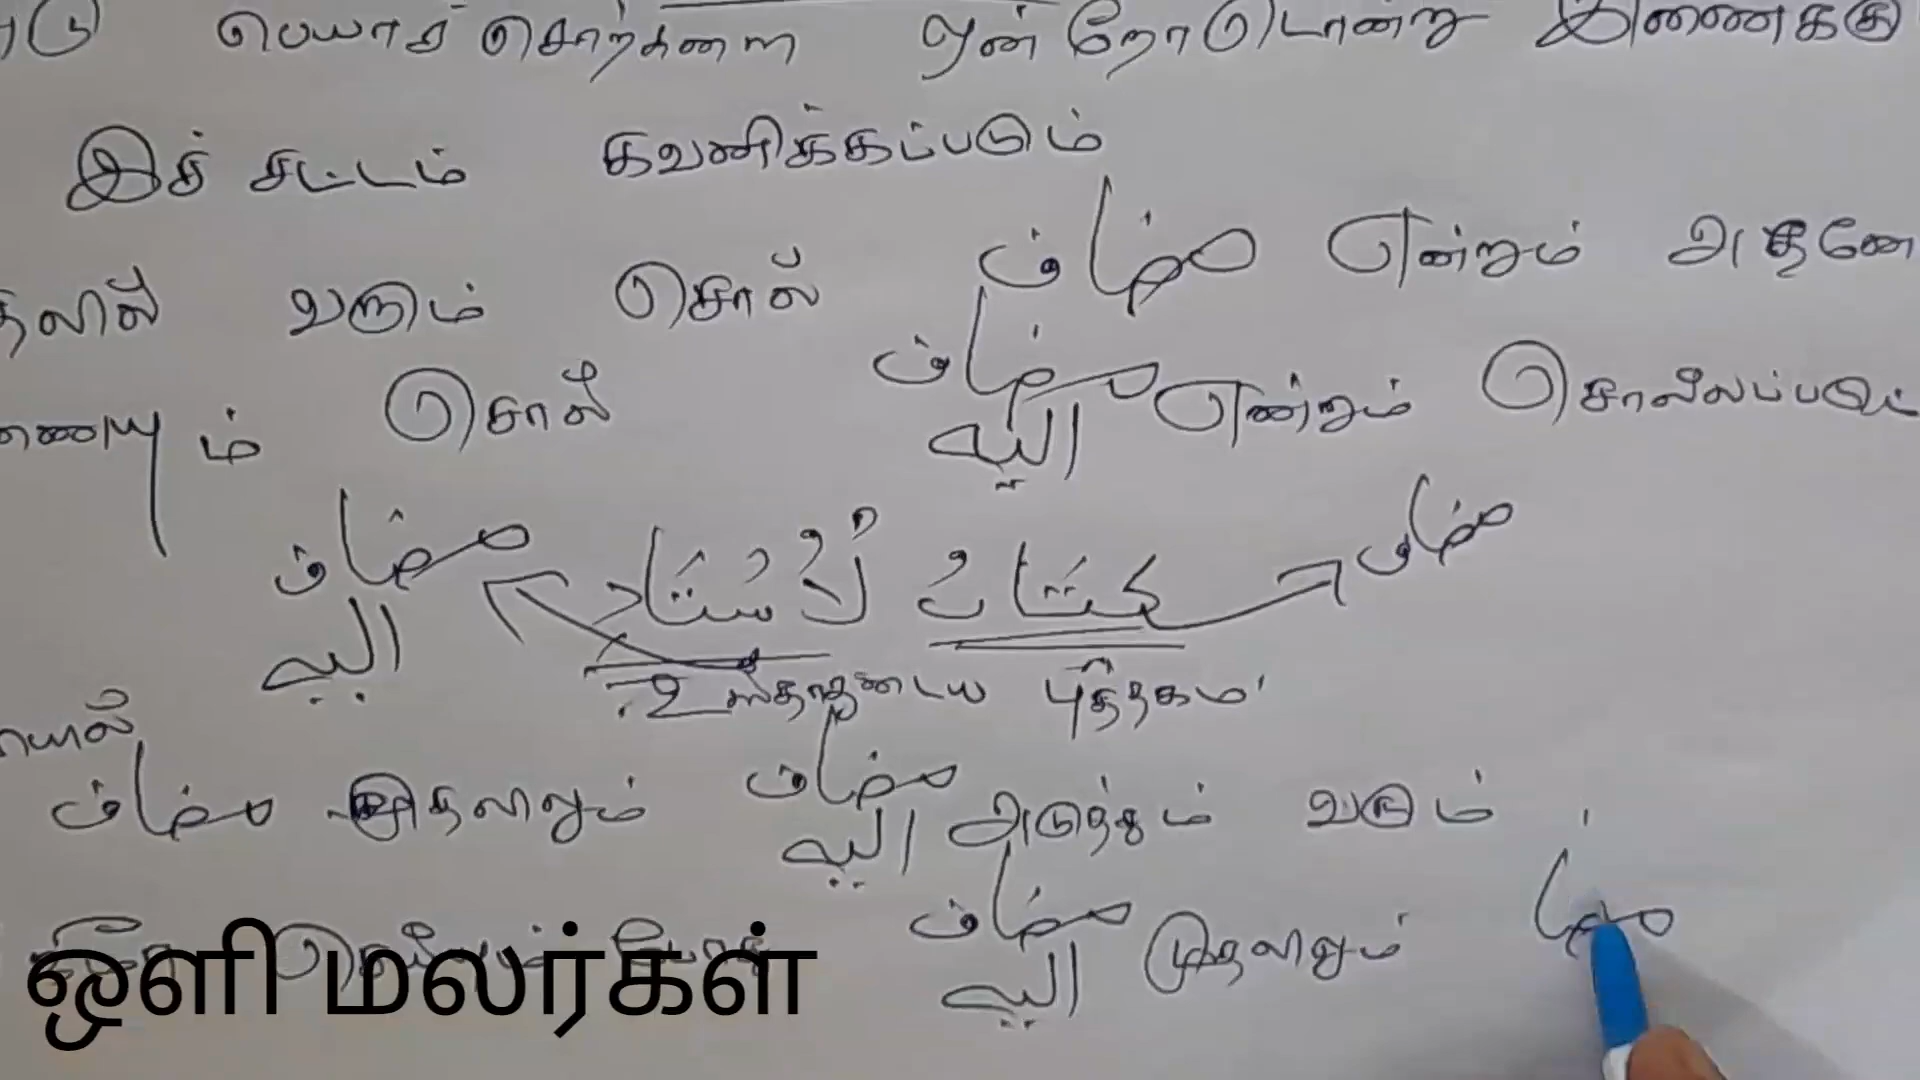 பெயர்ச் சொற்களை ஒன்றோடொன்று இணைக்கு
இச் சட்டம் கவனிக்கப்படும்
தலில் வரும் சொல் مضاف என்றும் அதனோ
ணையும் சொல் مضاف اليه என்றும் சொல்லப்படும்
مضاف اليه كتاب لأستاذ مضاف
உஸ்தாதுடைய புத்தகம்
مضاف முதலிலும் مضاف اليه அடுத்தும் வரும்
مضاف اليه முதலிலும் مضا
ஒளி மலர்கள்